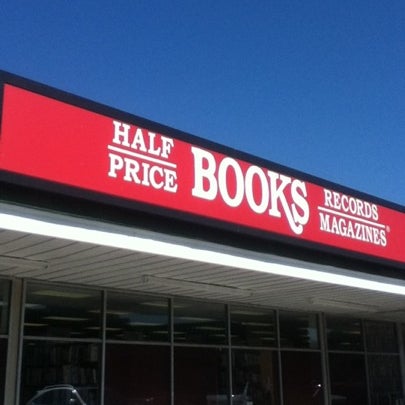 HALF
PRICE
BOOKS
RECORDS
MAGAZINES®